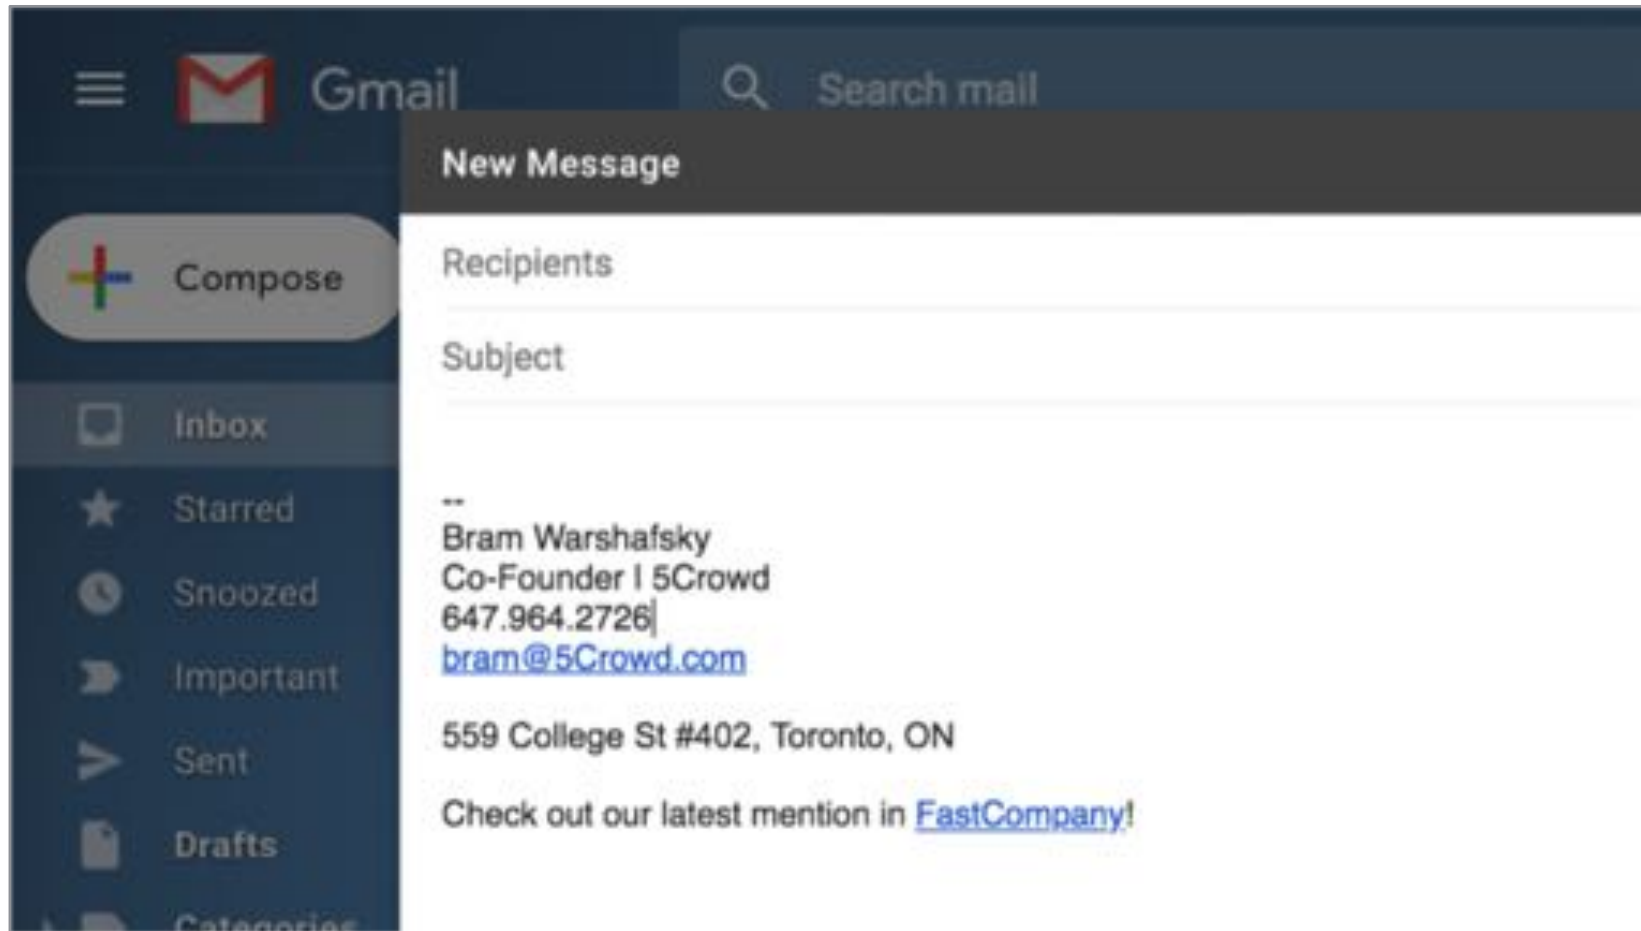 Gmail
Search mail
New Message
Compose
Recipients
Subject
Inbox
Starred
Snoozed
Important
Sent
Drafts
Categories
--
Bram Warshafsky
Co-Founder | 5Crowd
647.964.2726
bram@5Crowd.com
559 College St #402, Toronto, ON
Check out our latest mention in FastCompany!